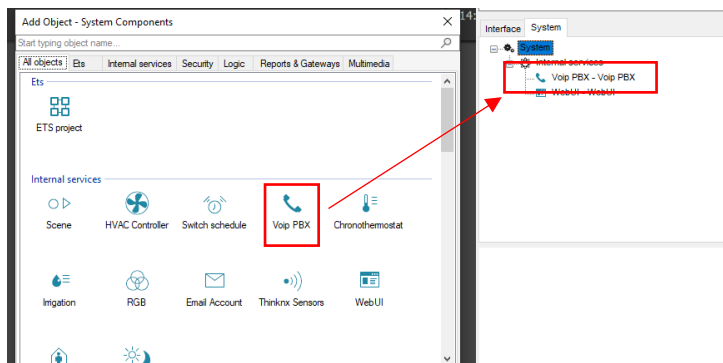 Add Object - System Components
Start typing object name...
All objects Ets Internal services Security Logic Reports & Gateways Multimedia
Ets
ETS project
Internal services
Scene HVAC Controller Switch schedule Voip PBX Chronothermostat
Irrigation RGB Email Account Thinknx Sensors WebUI
14:
Interface System
System
Internal services
Voip PBX - Voip PBX
WebUI - WebUI